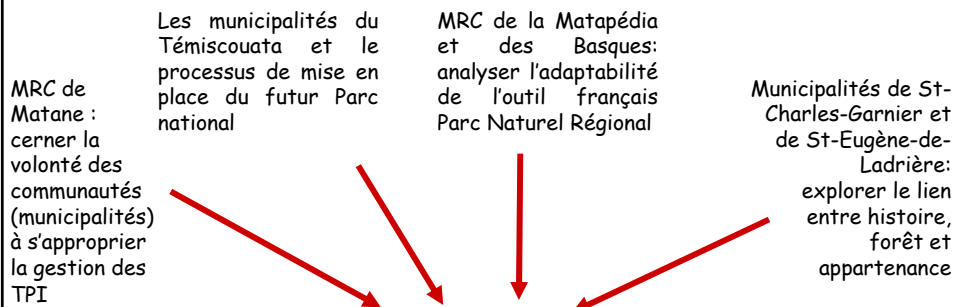 MRC de
Matane :
cerner la
volonté des
communautés
(municipalités)
à s’approprier
la gestion des
TPI
Les municipalités du
Témiscouata et le
processus de mise en
place du futur Parc
national
MRC de la Matapédia
et des Basques:
analyser l’adaptabilité
de l’outil français
Parc Naturel Régional
Municipalités de St-
Charles-Garnier et
de St-Eugène-de-
Ladrière:
explorer le lien
entre histoire,
forêt et
appartenance